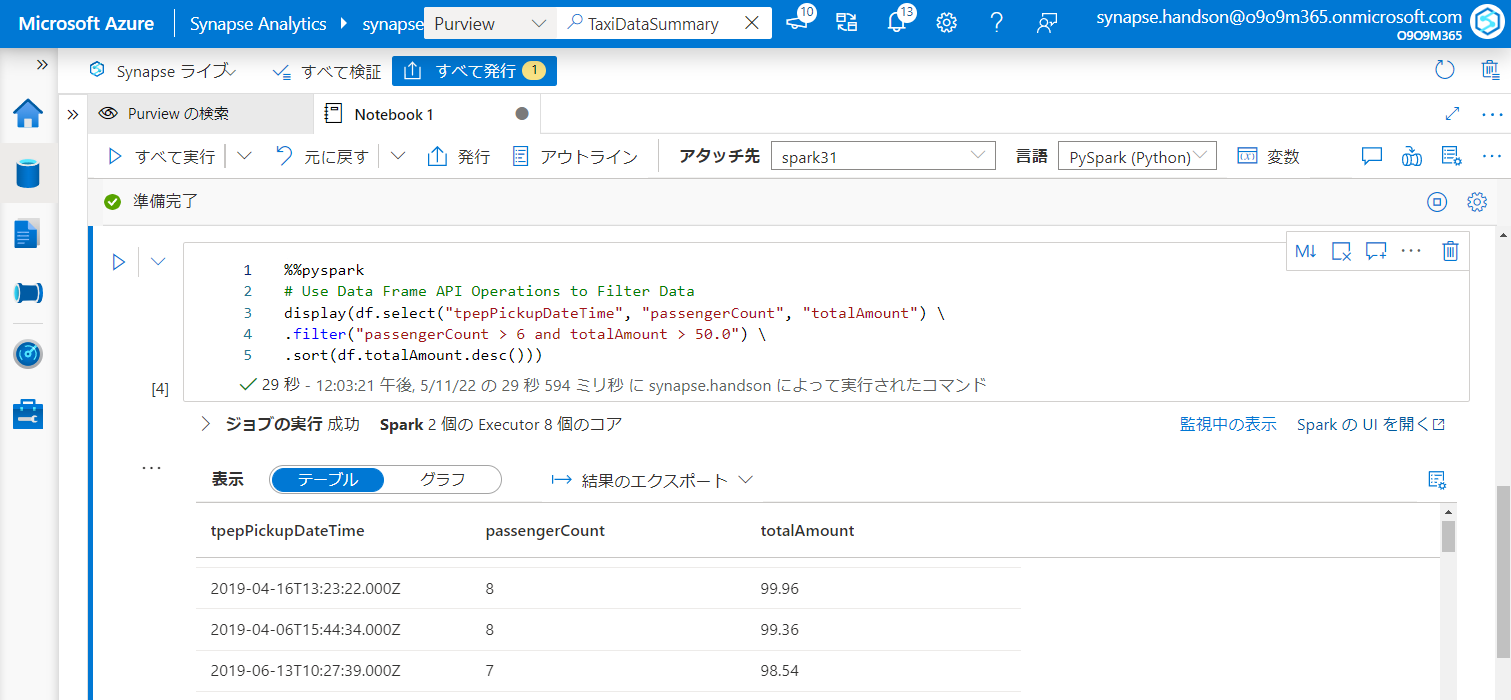 Microsoft Azure Synapse Analytics synapse Purview TaxiDataSummary 10 13 synapse.handson@o9o9m365.onmicrosoft.com
O9O9M365
Synapse ライブ すべて検証 すべて発行 1
Purview の検索 Notebook 1
すべて実行 元に戻す 発行 アウトライン アタッチ先 spark31 言語 PySpark (Python) 変数
準備完了
M↓
1 %%pyspark
2 # Use Data Frame API Operations to Filter Data
3 display(df.select("tpepPickupDateTime", "passengerCount", "totalAmount") \
4 .filter("passengerCount > 6 and totalAmount > 50.0") \
5 .sort(df.totalAmount.desc()))
[4] 29 秒 - 12:03:21 午後, 5/11/22 の 29 秒 594 ミリ秒 に synapse.handson によって実行されたコマンド
ジョブの実行 成功 Spark 2 個の Executor 8 個のコア 監視中の表示 Spark の UI を開く
表示 テーブル グラフ 結果のエクスポート
tpepPickupDateTime passengerCount totalAmount
2019-04-16T13:23:22.000Z 8 99.96
2019-04-06T15:44:34.000Z 8 99.36
2019-06-13T10:27:39.000Z 7 98.54